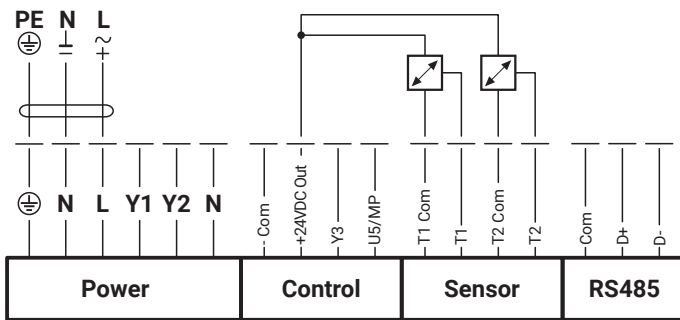 PE N L
N L Y1 Y2 N
- Com
+24VDC Out
Y3
U5/MP
T1 Com
T1
T2 Com
T2
Com
D+
D-
Power Control Sensor RS485